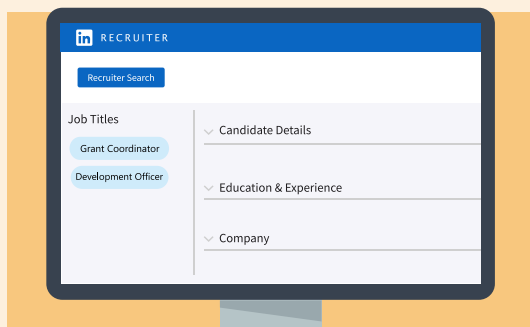 in RECRUITER
Recruiter Search
Job Titles
Grant Coordinator
Development Officer
Candidate Details
Education & Experience
Company